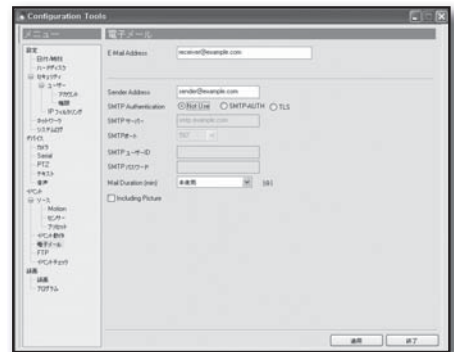 Configuration Tools
メニュー
電子メール
設定
日付・時刻
ハードディスク
セキュリティ
ユーザー
アカウント
権限
IP フィルタリング
ネットワーク
システムログ
デバイス
カメラ
Serial
PTZ
テキスト
音声
イベント
ソース
Motion
センサー
イベント動作
電子メール
FTP
イベントチェック
録画
録画
プログラム
E-Mail Address
receiver@example.com
Sender Address
sender@example.com
SMTP Authentication
Not Use
SMTP-AUTH
TLS
SMTPサーバー
smtp.example.com
SMTPポート
SMTPユーザーID
SMTPパスワード
Mail Duration (min)
未使用
(分)
Including Picture
適用
終了